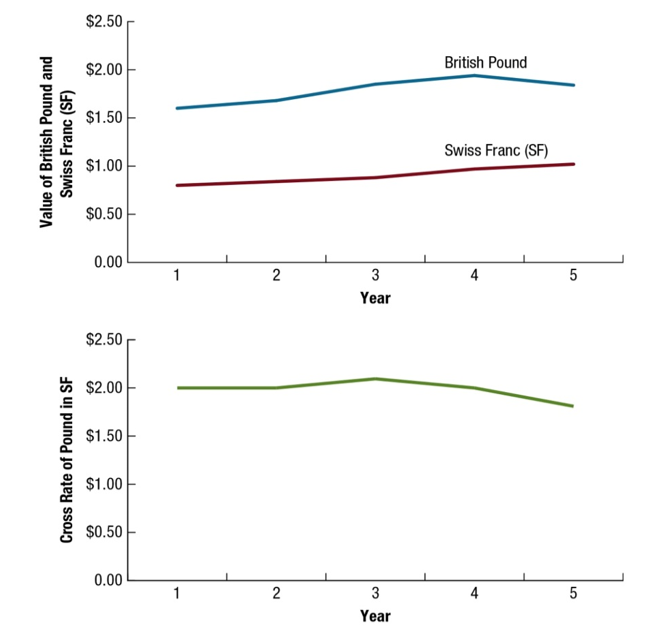 Value of British Pound and
Swiss Franc (SF)
$2.50
$2.00
$1.50
$1.00
$0.50
0.00
British Pound
Swiss Franc (SF)
1 2 3 4 5
Year
Cross Rate of Pound in SF
$2.50
$2.00
$1.50
$1.00
$0.50
0.00
1 2 3 4 5
Year